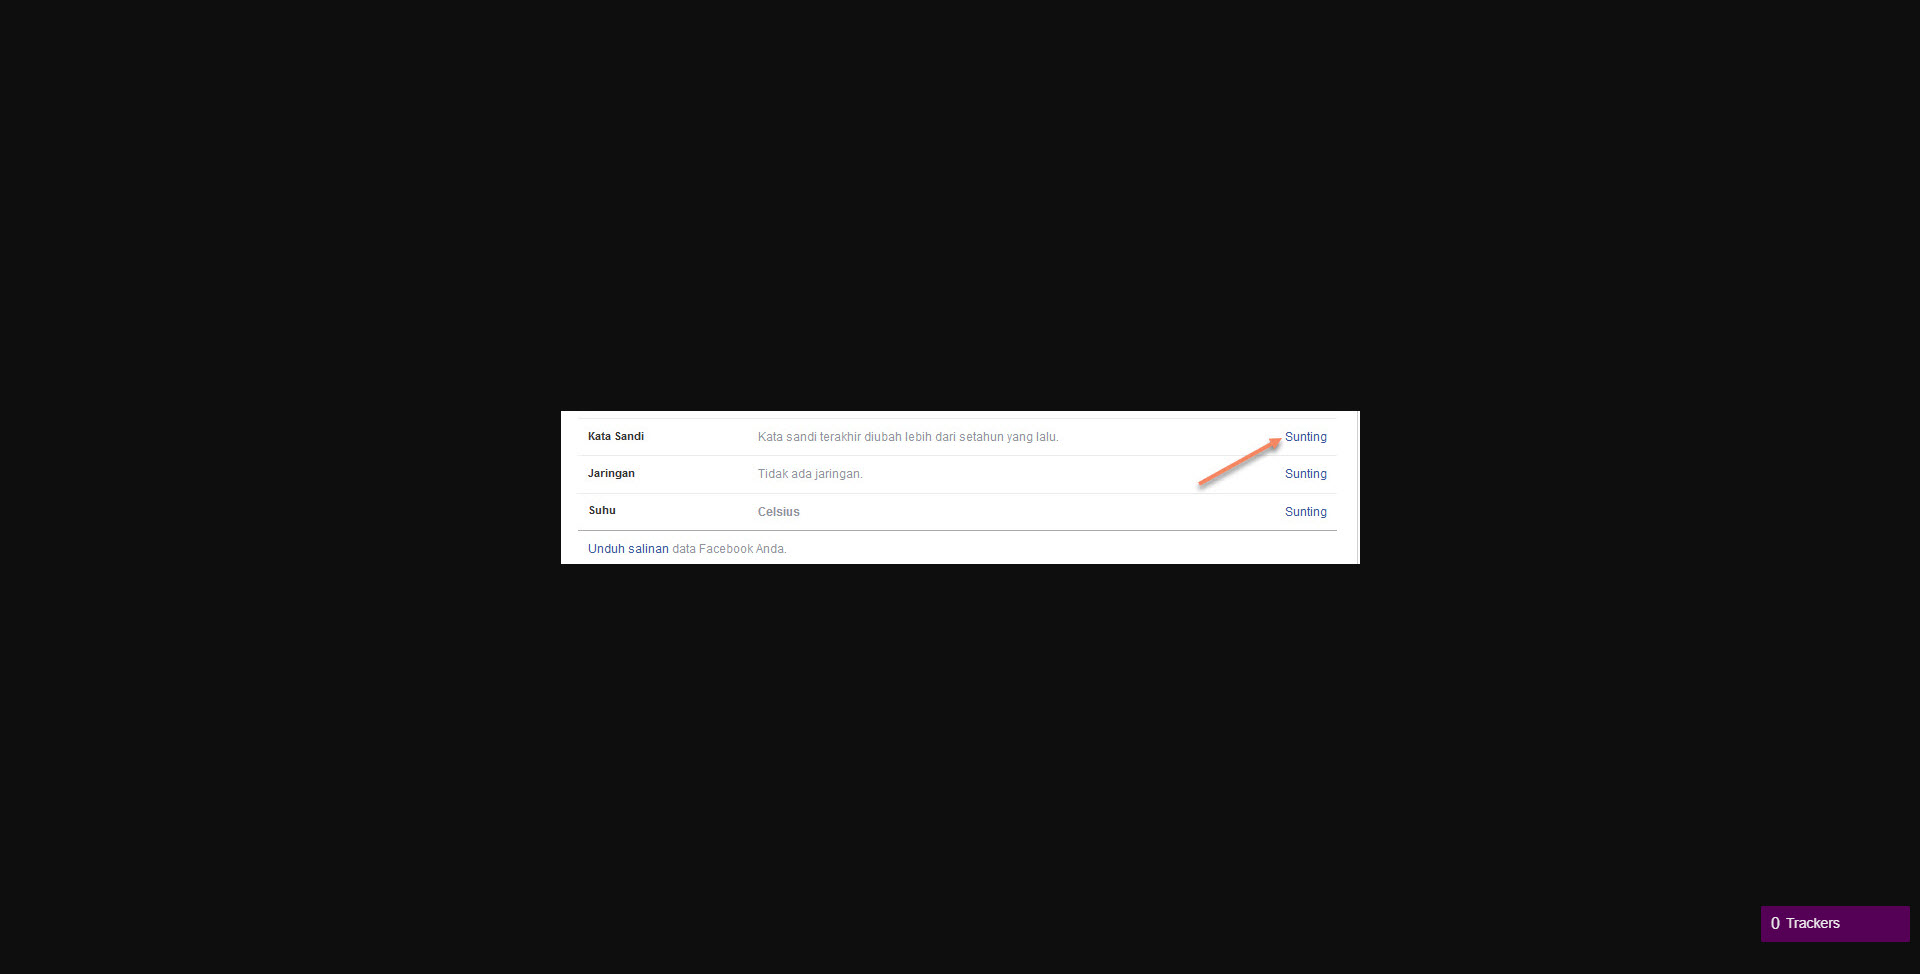 Kata Sandi Kata sandi terakhir diubah lebih dari setahun yang lalu. Sunting
Jaringan Tidak ada jaringan. Sunting
Suhu Celsius Sunting
Unduh salinan data Facebook Anda.
0 Trackers